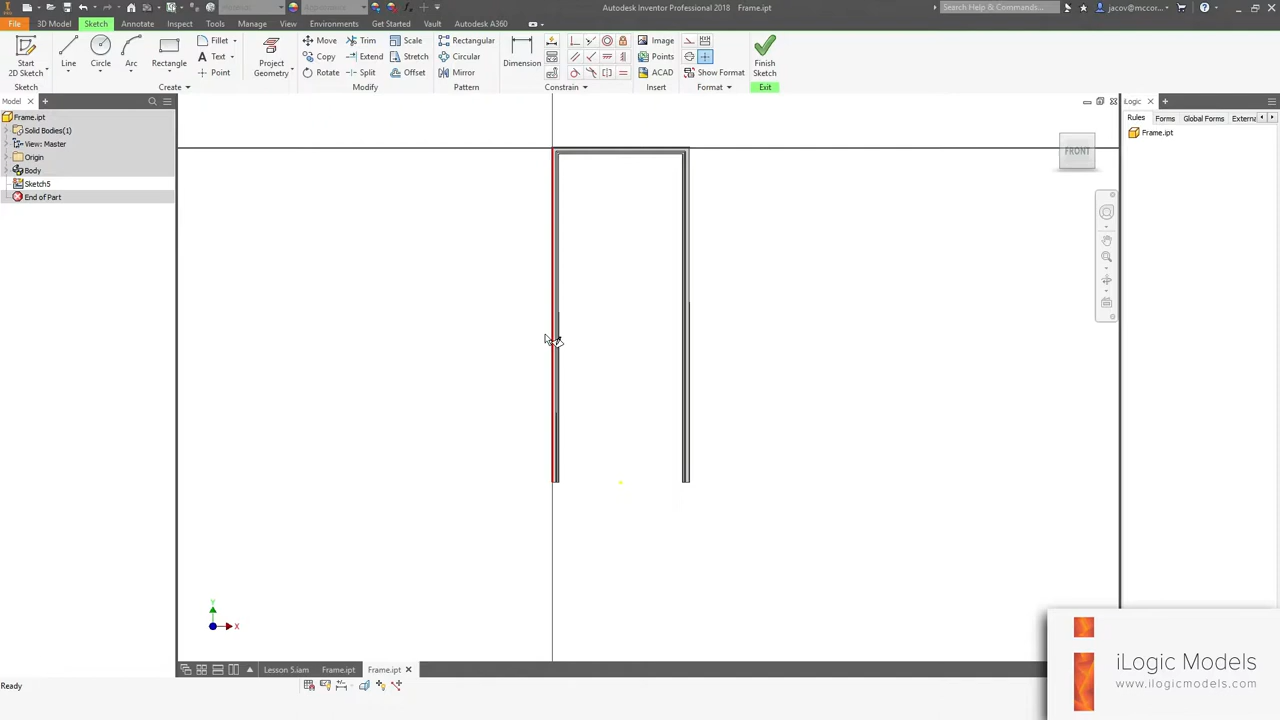 Autodesk Inventor Professional 2018 Frame.ipt
Search Help & Commands...
jacov@mccor...
File 3D Model Sketch Annotate Inspect Tools Manage View Environments Get Started Vault Autodesk A360
Start 2D Sketch
Line Circle Arc Rectangle
Fillet
Text
Point
Project Geometry
Move Trim Scale
Copy Extend Stretch
Rotate Split Offset
Rectangular
Circular
Mirror
Dimension
Image
Points
ACAD
Show Format
Finish Sketch
Sketch Create Modify Pattern Constrain Insert Format Exit
Model
Frame.ipt
Solid Bodies(1)
View: Master
Origin
Body
Sketch5
End of Part
FRONT
iLogic
Rules Forms Global Forms Externa
Frame.ipt
Y
X
Lesson 5.iam Frame.ipt Frame.ipt
Ready
iLogic Models
www.ilogicmodels.com